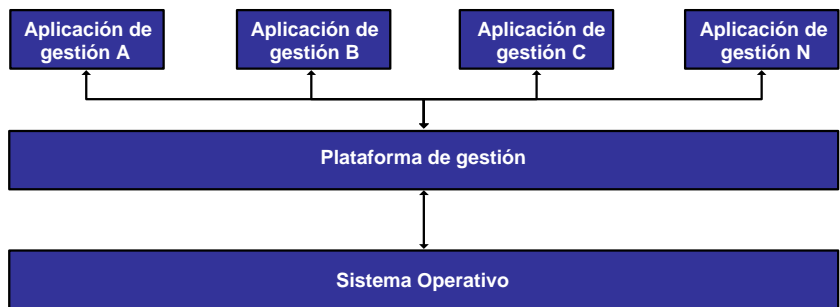 Aplicación de
gestión A
Aplicación de
gestión B
Aplicación de
gestión C
Aplicación de
gestión N
Plataforma de gestión
Sistema Operativo